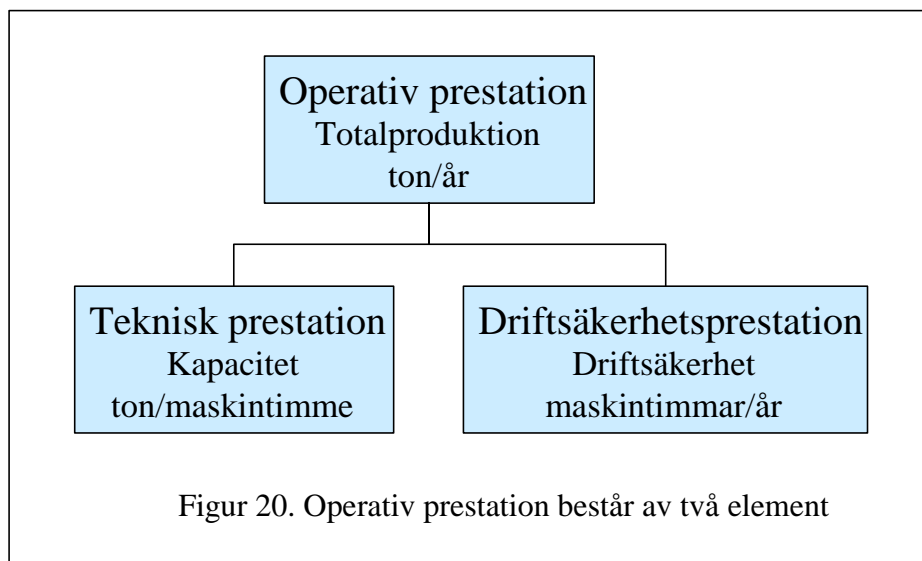 Operativ prestation
Totalproduktion
ton/år
Teknisk prestation
Kapacitet
ton/maskintimme
Driftsäkerhetsprestation
Driftsäkerhet
maskintimmar/år
Figur 20. Operativ prestation består av två element